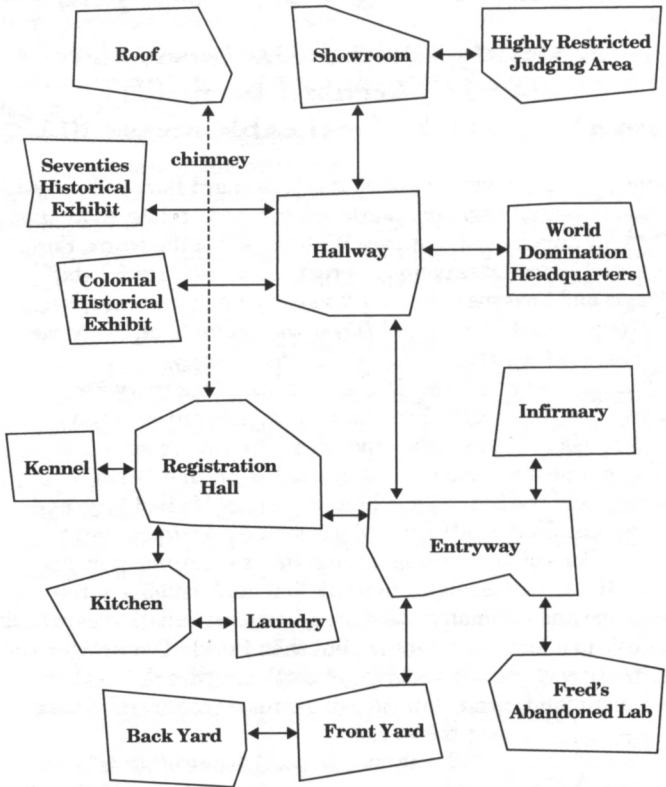 Roof
Showroom
Highly Restricted
Judging Area
chimney
Seventies
Historical
Exhibit
Hallway
World
Domination
Headquarters
Colonial
Historical
Exhibit
Infirmary
Kennel
Registration
Hall
Entryway
Kitchen
Laundry
Fred's
Abandoned Lab
Back Yard
Front Yard